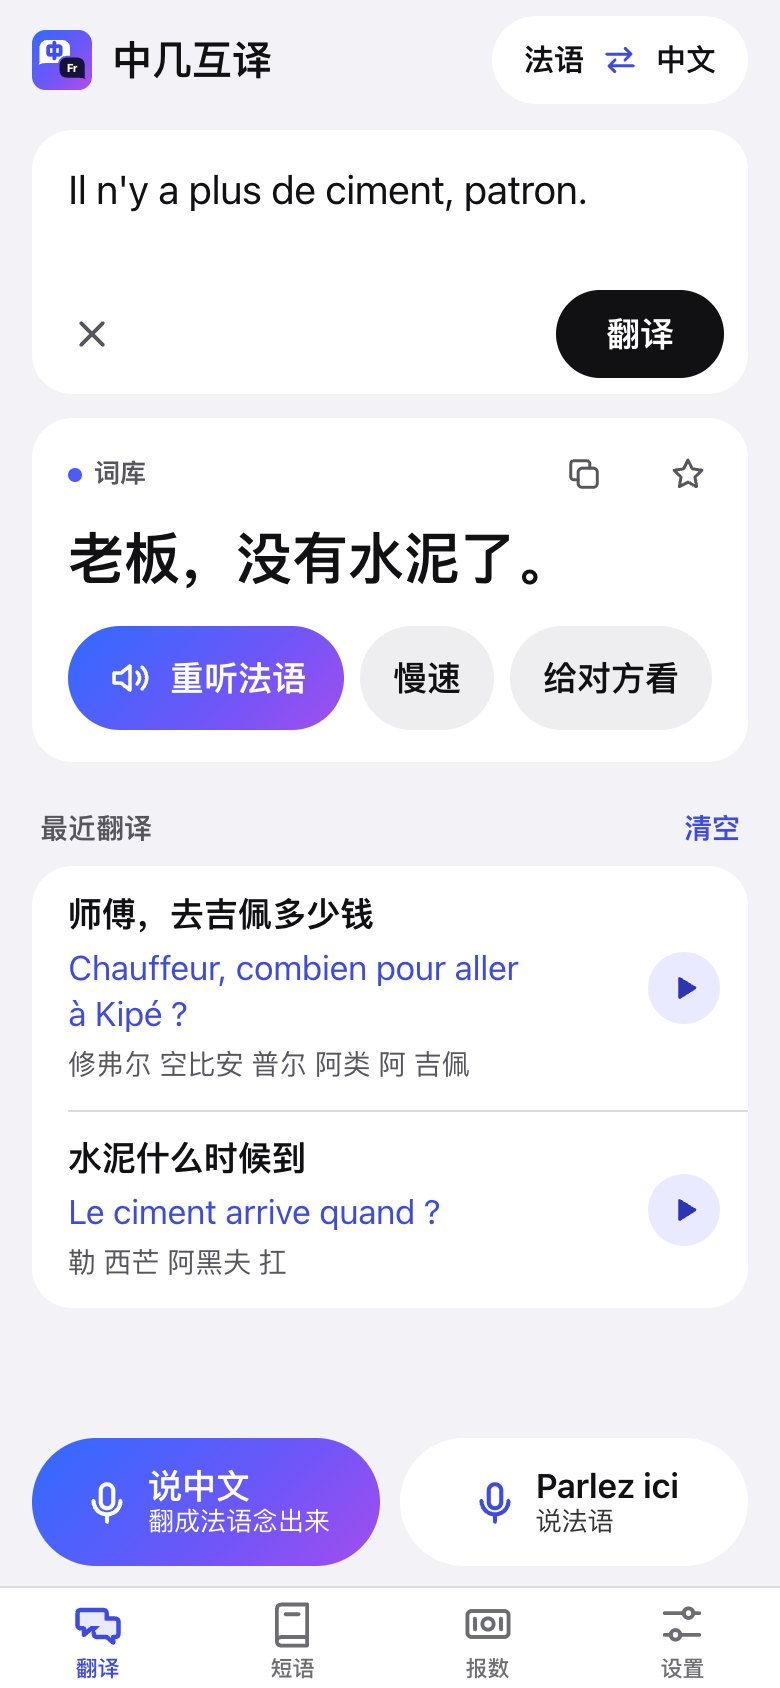 中 Fr
中几互译
法语 中文
Il n'y a plus de ciment, patron.
翻译
词库
老板，没有水泥了。
重听法语
慢速
给对方看
最近翻译
清空
师傅，去吉佩多少钱
Chauffeur, combien pour aller
à Kipé ?
修弗尔 空比安 普尔 阿类 阿 吉佩
水泥什么时候到
Le ciment arrive quand ?
勒 西芒 阿黑夫 扛
说中文
翻成法语念出来
Parlez ici
说法语
翻译
短语
报数
设置